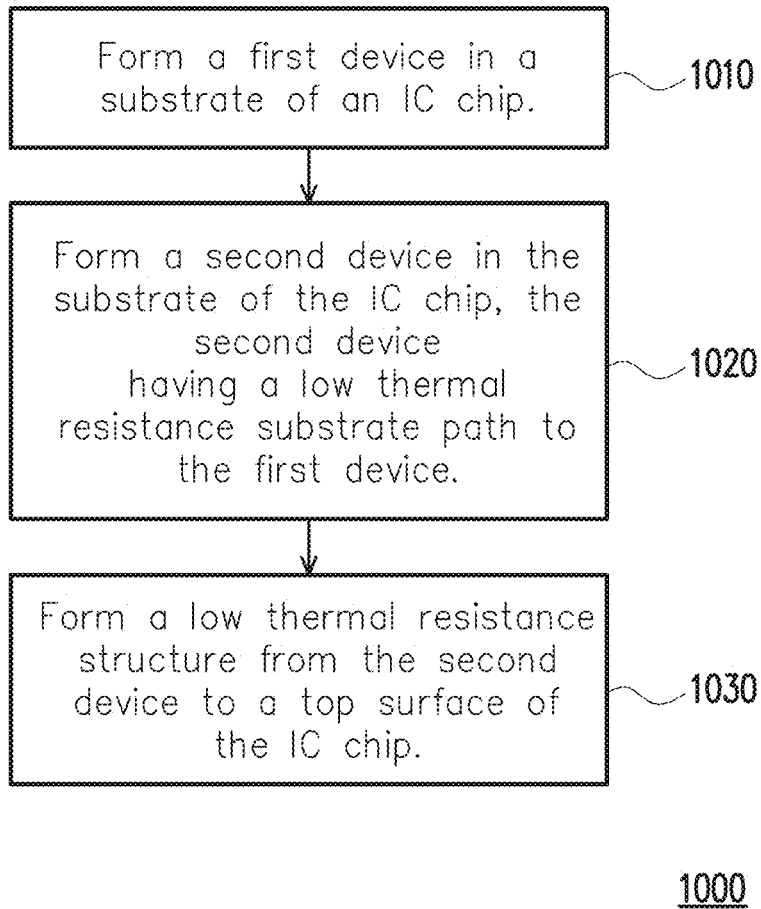 Form a first device in a
substrate of an IC chip.
1010
Form a second device in the
substrate of the IC chip, the
second device
having a low thermal
resistance substrate path to
the first device.
1020
Form a low thermal resistance
structure from the second
device to a top surface of
the IC chip.
1030
1000